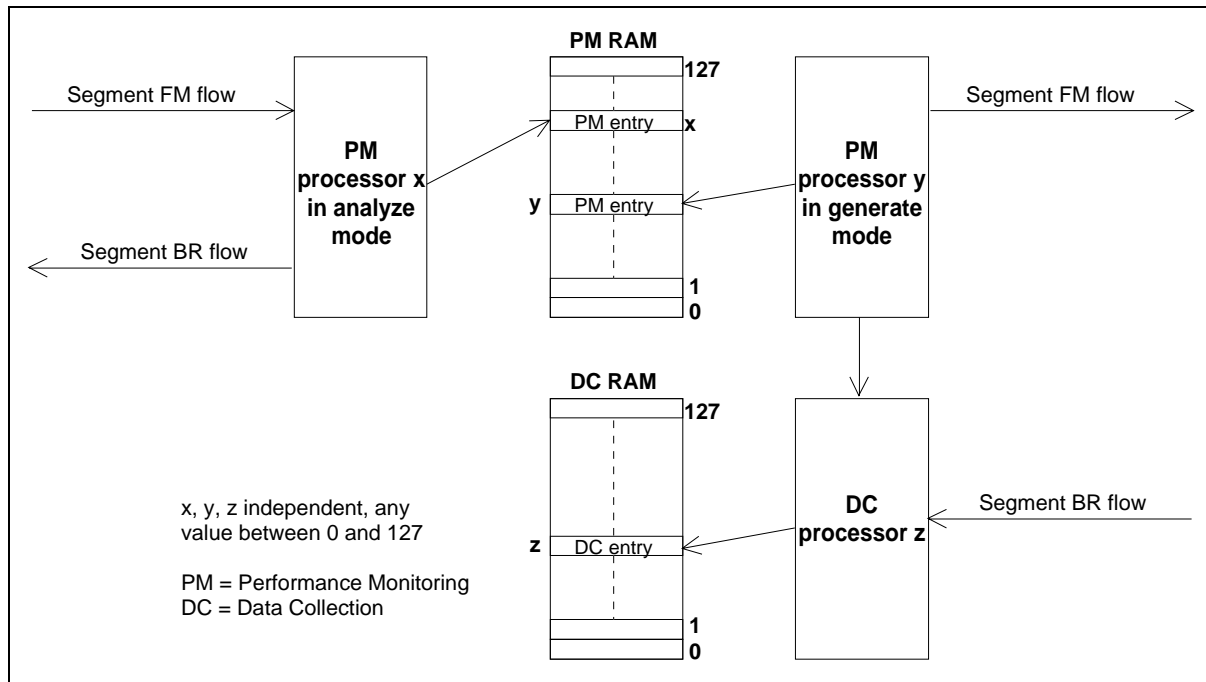 PM RAM
127
Segment FM flow
PM entry
x
Segment FM flow
PM
processor x
in analyze
mode
PM
processor y
in generate
mode
y
PM entry
Segment BR flow
1
0
DC RAM
127
x, y, z independent, any
value between 0 and 127
DC
processor z
Segment BR flow
z
DC entry
PM = Performance Monitoring
DC = Data Collection
1
0